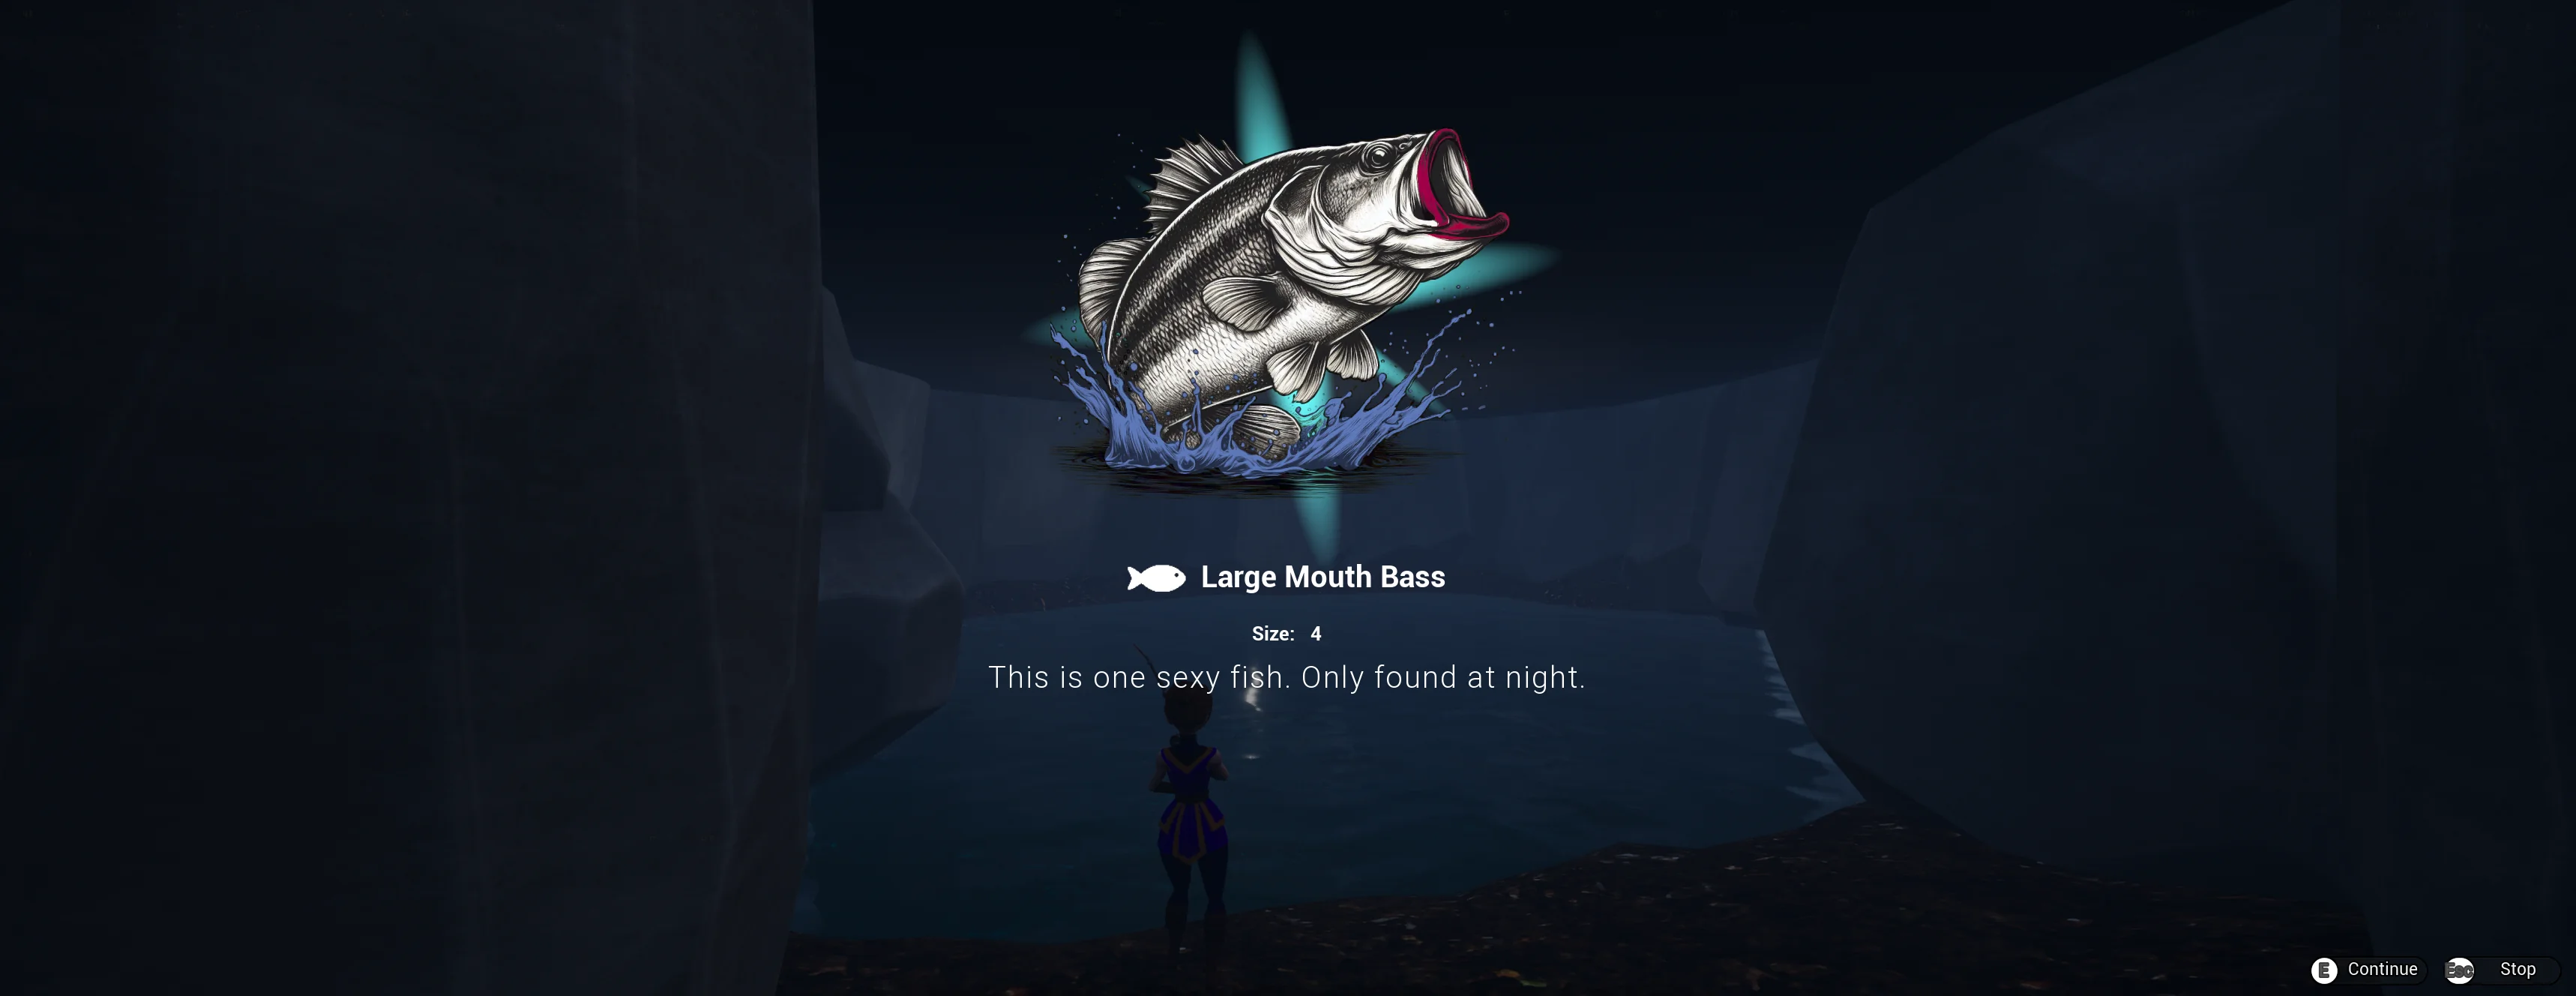 Large Mouth Bass
Size: 4
This is one sexy fish. Only found at night.
E Continue Esc Stop